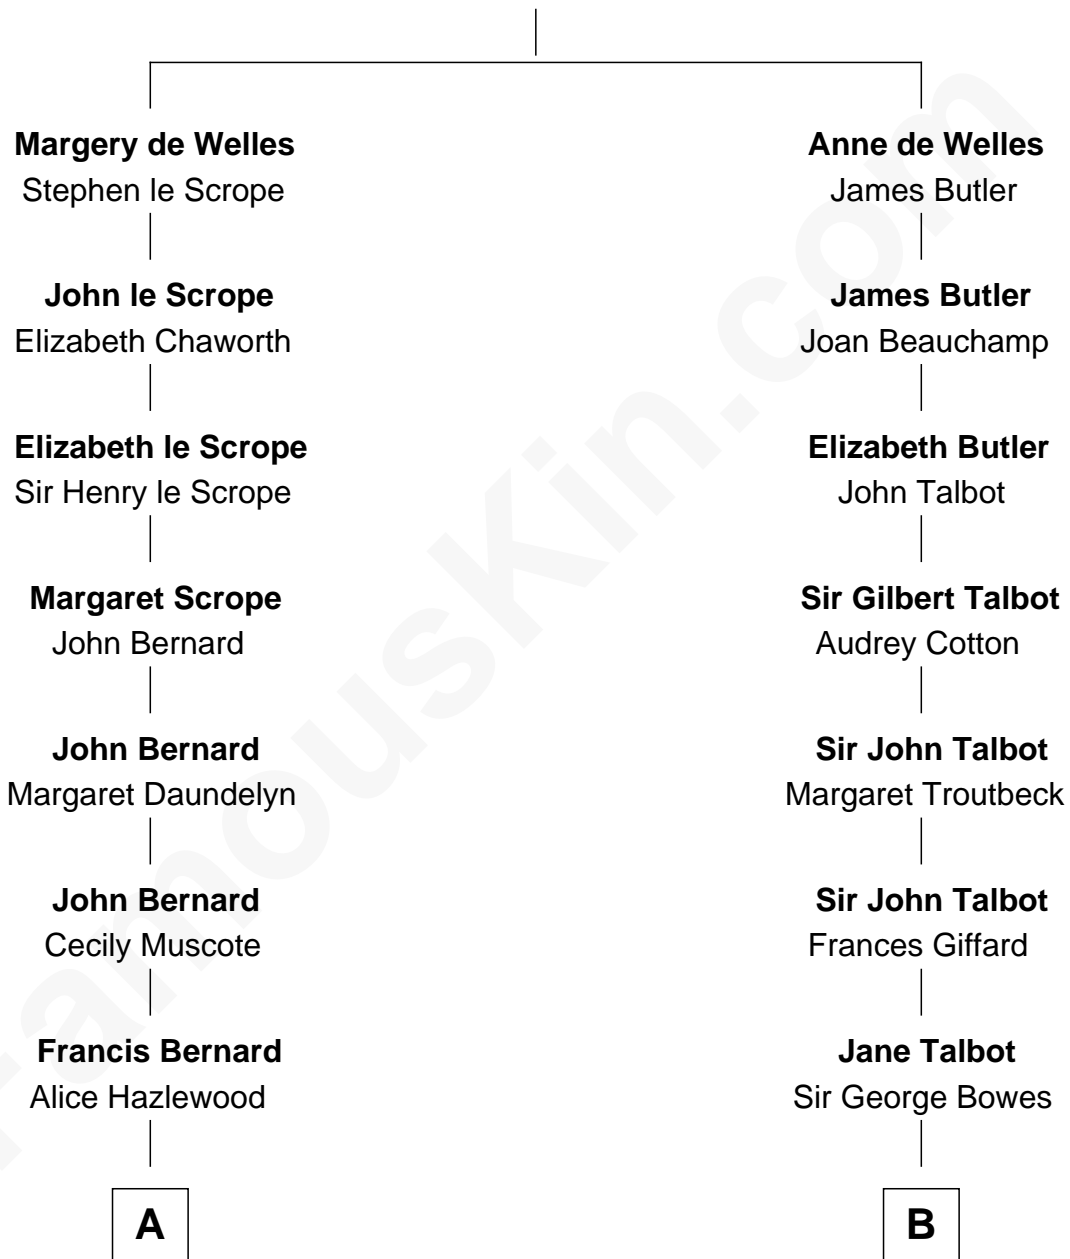 Margery de Welles
Stephen le Scrope
John le Scrope
Elizabeth Chaworth
Elizabeth le Scrope
Sir Henry le Scrope
Margaret Scrope
John Bernard
John Bernard
Margaret Daundelyn
John Bernard
Cecily Muscote
Francis Bernard
Alice Hazlewood
A
Anne de Welles
James Butler
James Butler
Joan Beauchamp
Elizabeth Butler
John Talbot
Sir Gilbert Talbot
Audrey Cotton
Sir John Talbot
Margaret Troutbeck
Sir John Talbot
Frances Giffard
Jane Talbot
Sir George Bowes
B
FamousKin.com